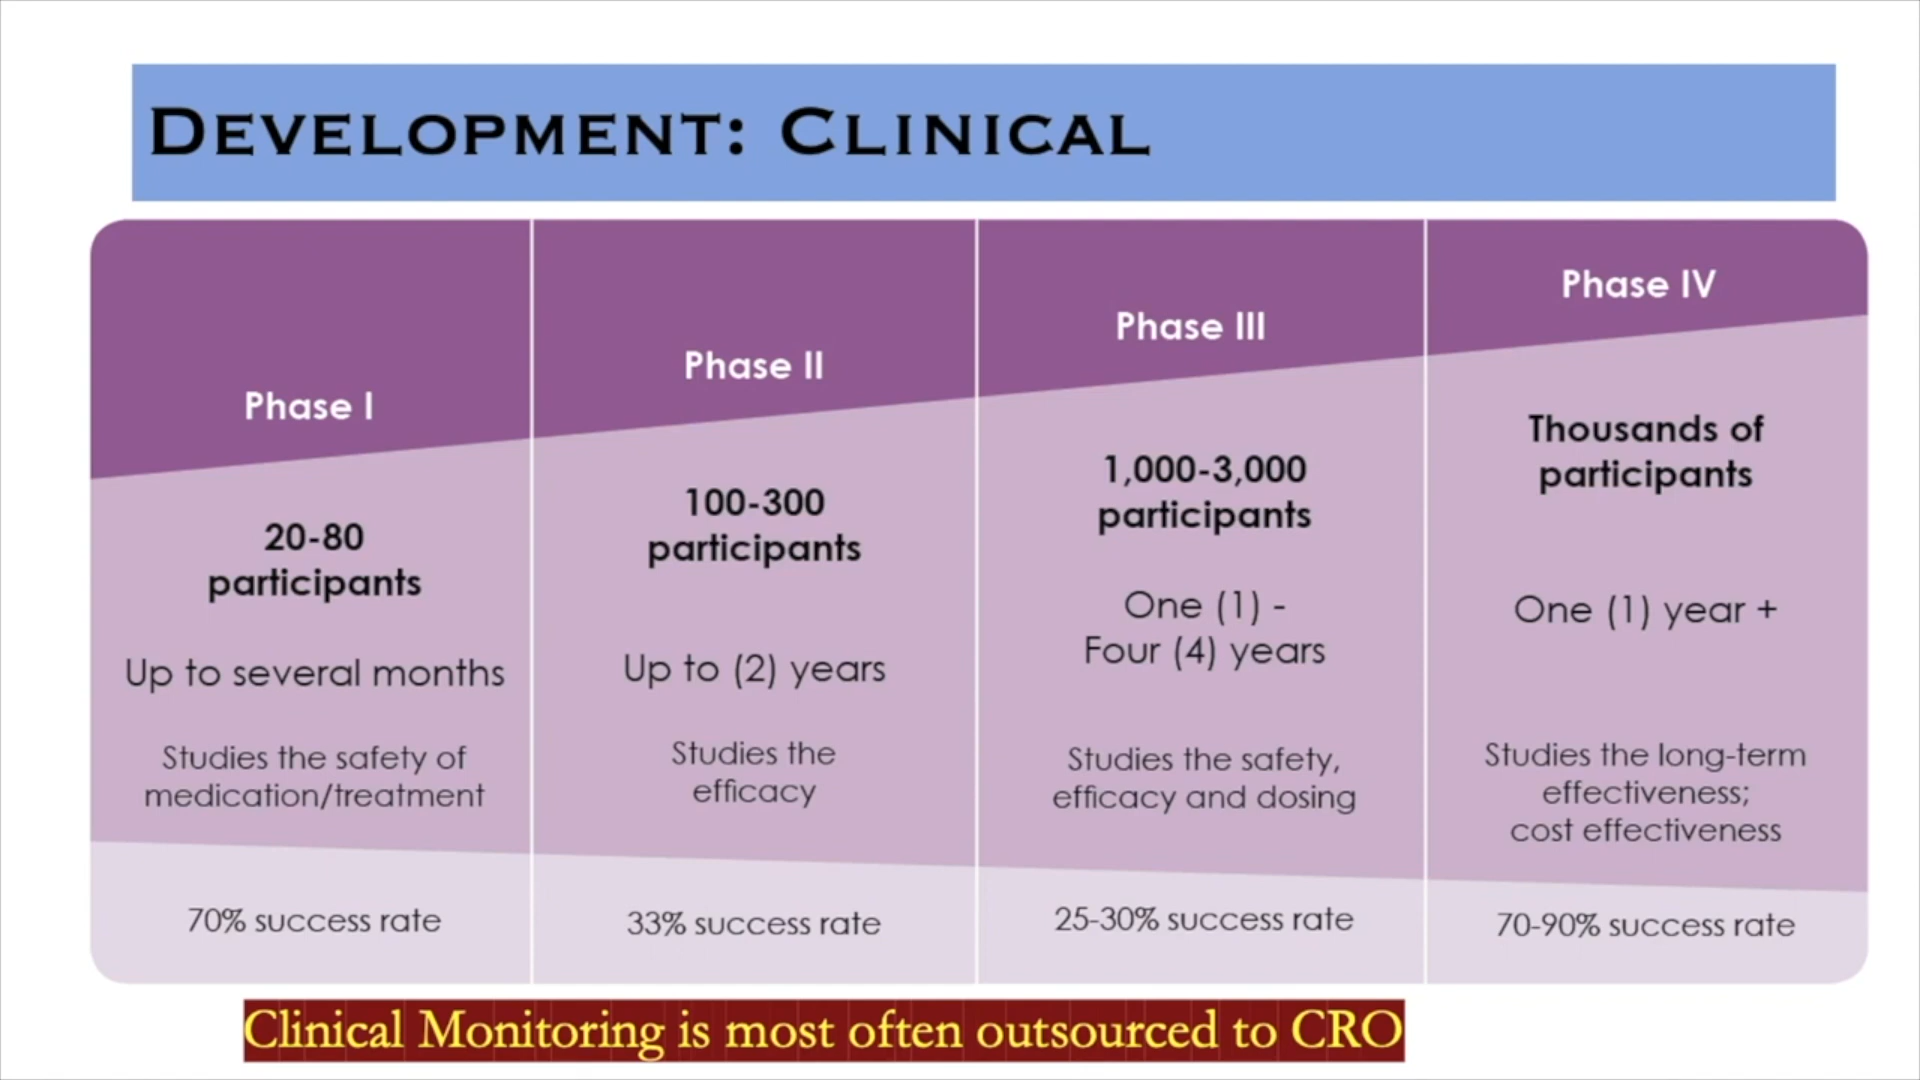 DEVELOPMENT: CLINICAL
Phase I
20-80
participants
Up to several months
Studies the safety of
medication/treatment
70% success rate
Phase II
100-300
participants
Up to (2) years
Studies the
efficacy
33% success rate
Phase III
1,000-3,000
participants
One (1) -
Four (4) years
Studies the safety,
efficacy and dosing
25-30% success rate
Phase IV
Thousands of
participants
One (1) year +
Studies the long-term
effectiveness;
cost effectiveness
70-90% success rate
Clinical Monitoring is most often outsourced to CRO